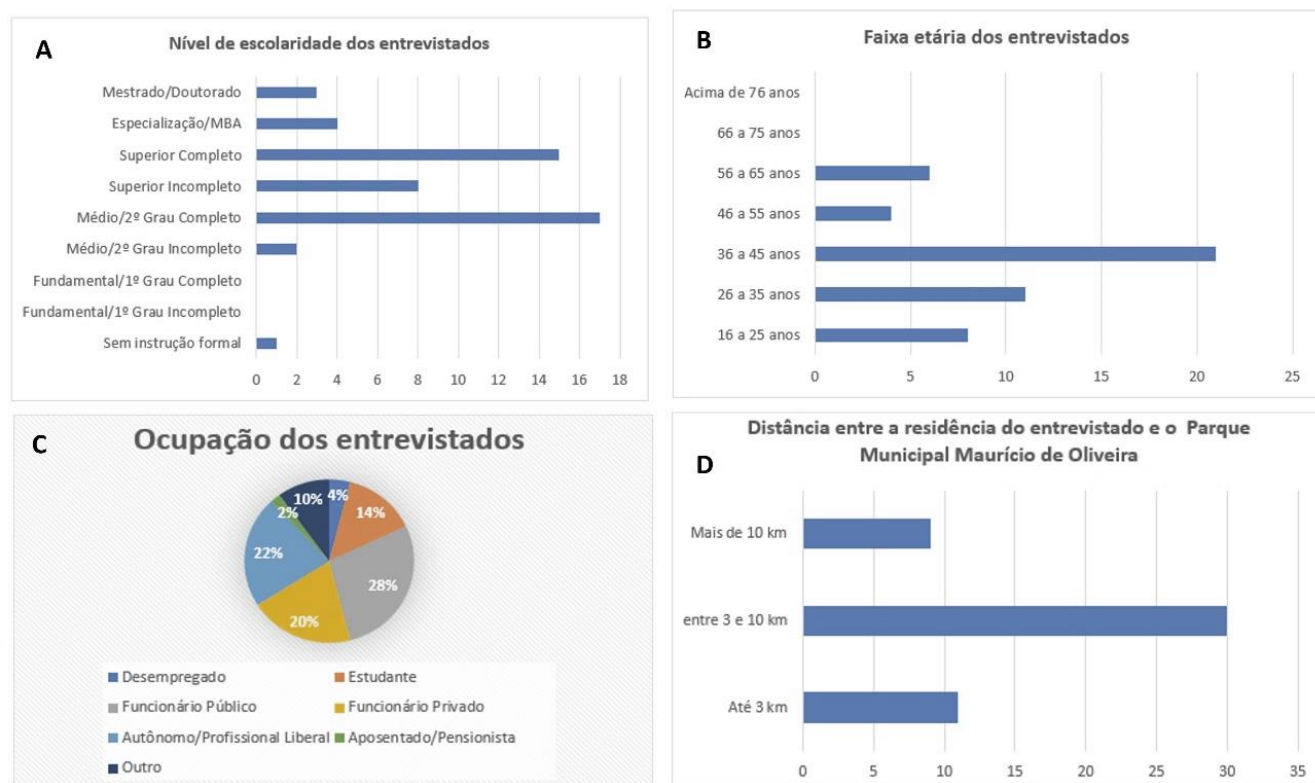 A
Nível de escolaridade dos entrevistados
Mestrado/Doutorado
Especialização/MBA
Superior Completo
Superior Incompleto
Médio/2º Grau Completo
Médio/2º Grau Incompleto
Fundamental/1º Grau Completo
Fundamental/1º Grau Incompleto
Sem instrução formal
0 2 4 6 8 10 12 14 16 18
B
Faixa etária dos entrevistados
Acima de 76 anos
66 a 75 anos
56 a 65 anos
46 a 55 anos
36 a 45 anos
26 a 35 anos
16 a 25 anos
0 5 10 15 20 25
C
Ocupação dos entrevistados
10% 4%
2% 14%
22%
28%
20%
Desempregado Estudante
Funcionário Público Funcionário Privado
Autônomo/Profissional Liberal Aposentado/Pensionista
Outro
D
Distância entre a residência do entrevistado e o Parque
Municipal Maurício de Oliveira
Mais de 10 km
entre 3 e 10 km
Até 3 km
0 5 10 15 20 25 30 35